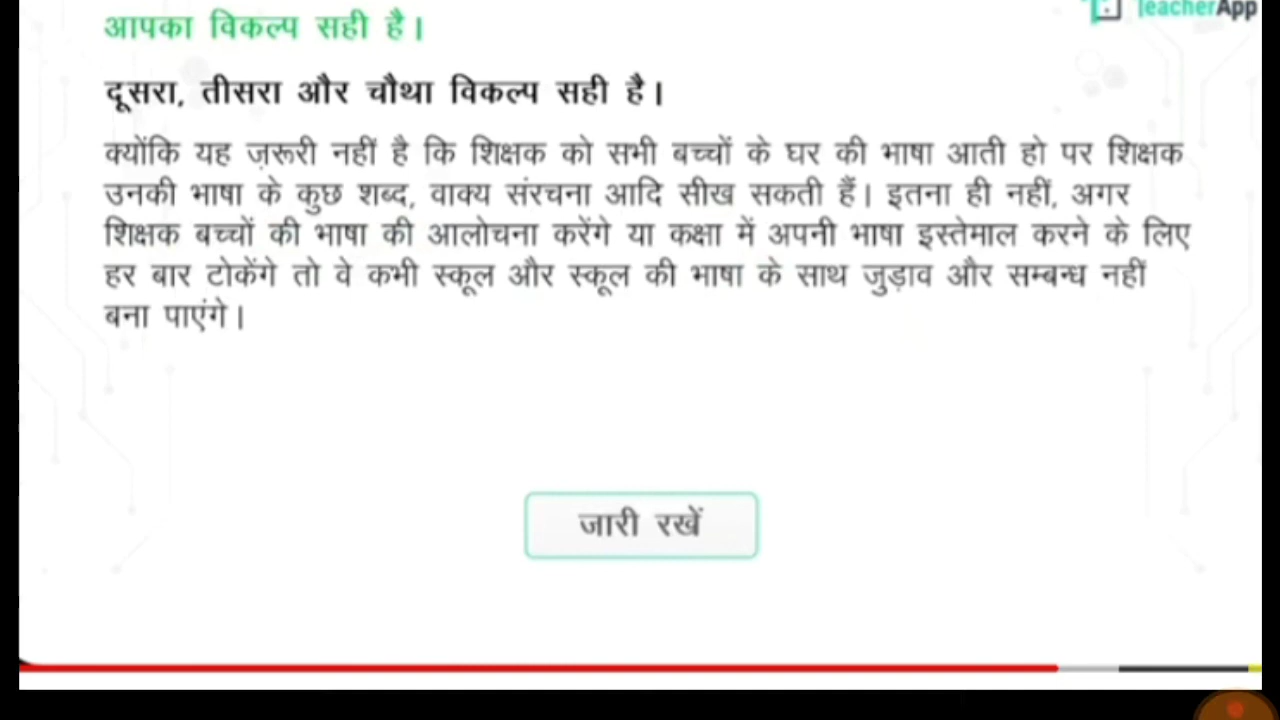 TeacherApp
आपका विकल्प सही है।
दूसरा, तीसरा और चौथा विकल्प सही है।
क्योंकि यह ज़रूरी नहीं है कि शिक्षक को सभी बच्चों के घर की भाषा आती हो पर शिक्षक
उनकी भाषा के कुछ शब्द, वाक्य संरचना आदि सीख सकती हैं। इतना ही नहीं, अगर
शिक्षक बच्चों की भाषा की आलोचना करेंगे या कक्षा में अपनी भाषा इस्तेमाल करने के लिए
हर बार टोकेंगे तो वे कभी स्कूल और स्कूल की भाषा के साथ जुड़ाव और सम्बन्ध नहीं
बना पाएंगे।
जारी रखें